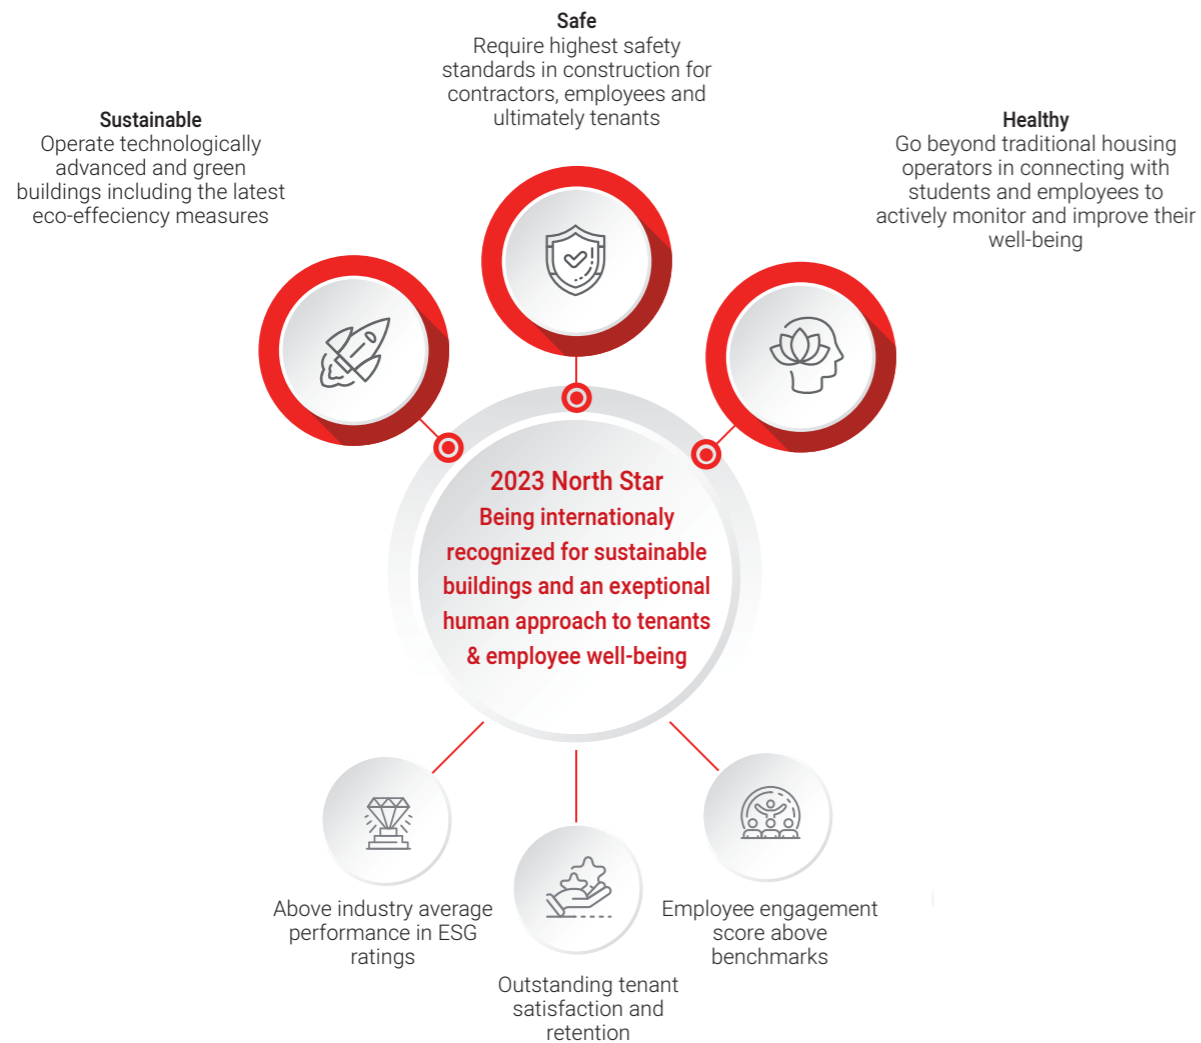 Safe
Require highest safety
standards in construction for
contractors, employees and
ultimately tenants
Sustainable
Operate technologically
advanced and green
buildings including the latest
eco-effeciency measures
Healthy
Go beyond traditional housing
operators in connecting with
students and employees to
actively monitor and improve their
well-being
2023 North Star
Being internationaly
recognized for sustainable
buildings and an exeptional
human approach to tenants
& employee well-being
Above industry average
performance in ESG
ratings
Outstanding tenant
satisfaction and
retention
Employee engagement
score above
benchmarks